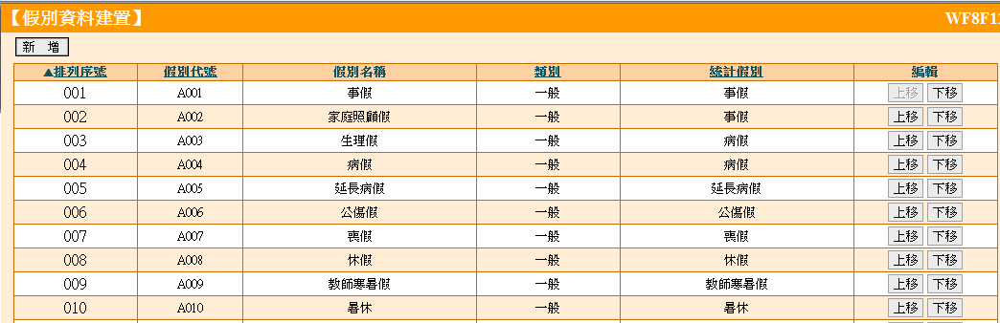 【假別資料建置】 WF8F1
新 增
▲排列序號 假別代號 假別名稱 類別 統計假別 編輯
001 A001 事假 一般 事假 上移 下移
002 A002 家庭照顧假 一般 事假 上移 下移
003 A003 生理假 一般 病假 上移 下移
004 A004 病假 一般 病假 上移 下移
005 A005 延長病假 一般 延長病假 上移 下移
006 A006 公傷假 一般 公傷假 上移 下移
007 A007 喪假 一般 喪假 上移 下移
008 A008 休假 一般 休假 上移 下移
009 A009 教師寒暑假 一般 教師寒暑假 上移 下移
010 A010 暑休 一般 暑休 上移 下移